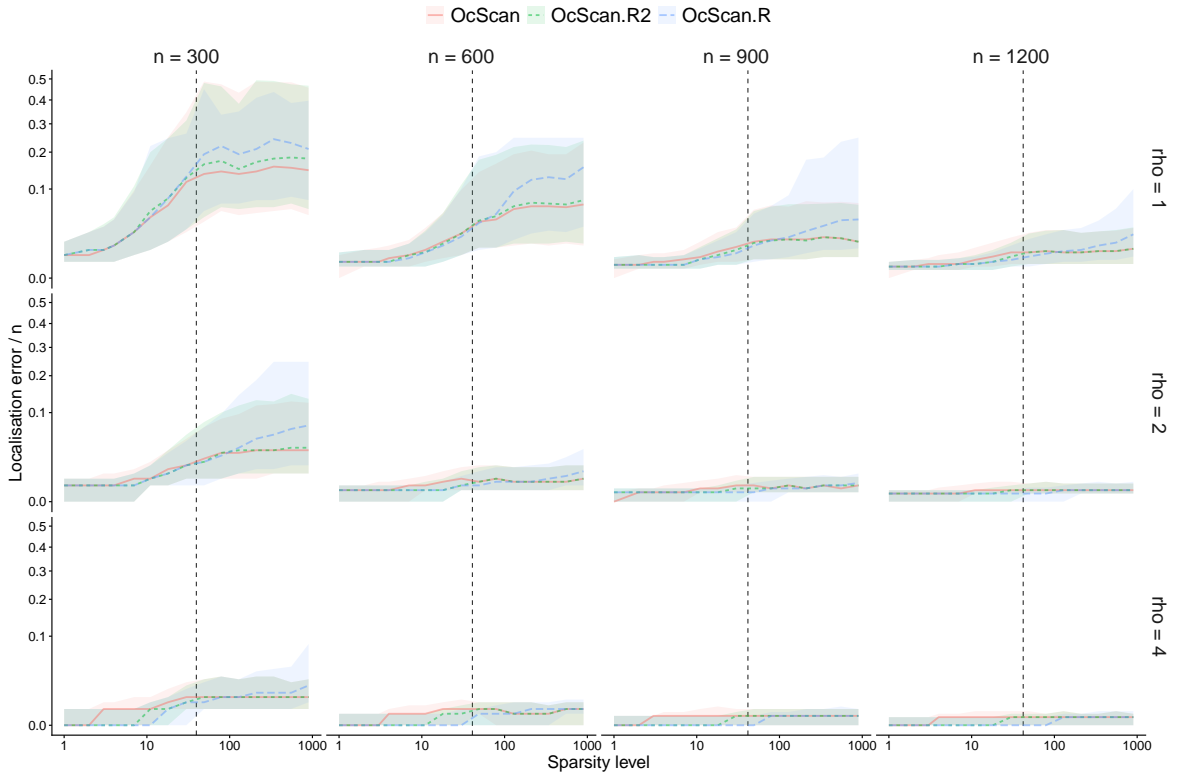 OcScan OcScan.R2 OcScan.R
n = 300 n = 600 n = 900 n = 1200
Localisation error / n
0.5
0.4
0.3
0.2
0.1
0.0
rho = 1
0.5
0.4
0.3
0.2
0.1
0.0
rho = 2
0.5
0.4
0.3
0.2
0.1
0.0
rho = 4
1 10 100 1000 1 10 100 1000 1 10 100 1000 1 10 100 1000
Sparsity level